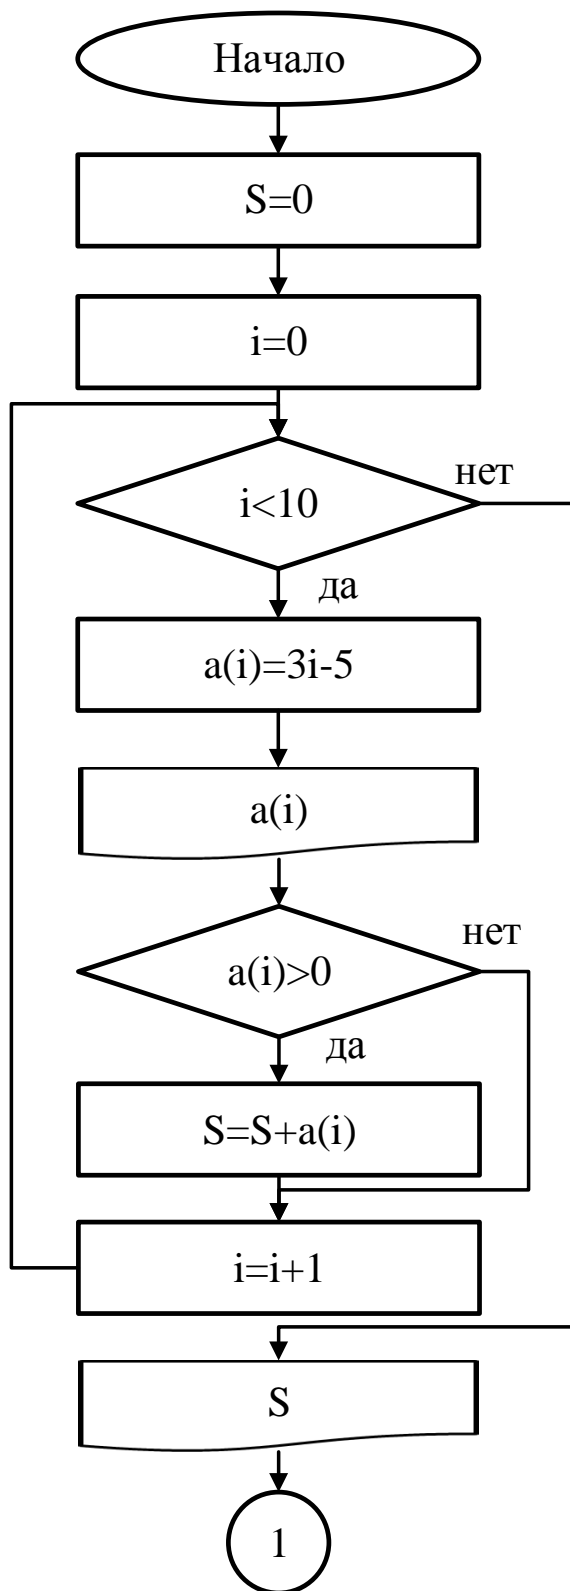 Начало
S=0
i=0
i<10
нет
да
a(i)=3i-5
a(i)
a(i)>0
нет
да
S=S+a(i)
i=i+1
S
1